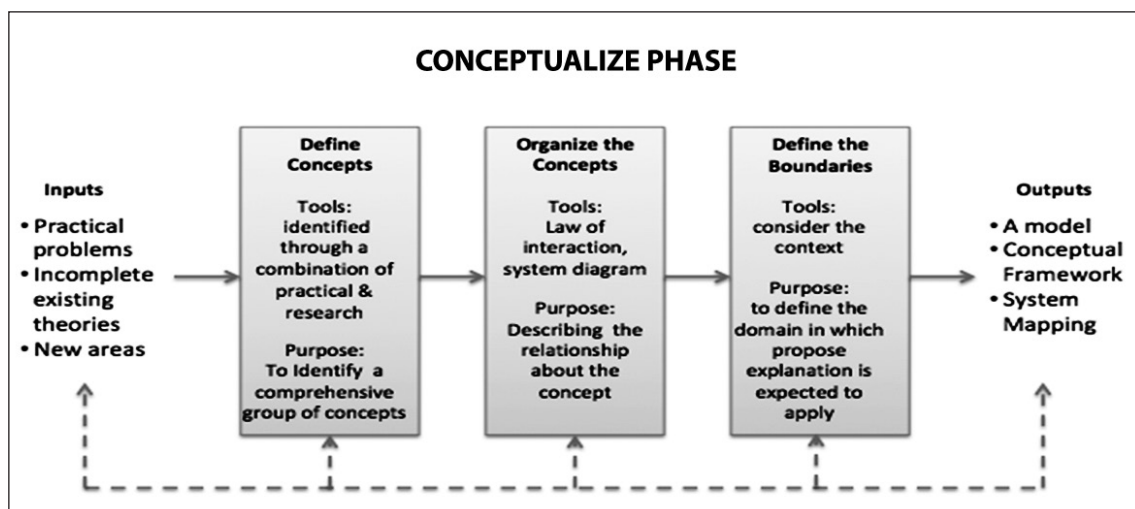 CONCEPTUALIZE PHASE
Inputs
• Practical
problems
• Incomplete
existing
theories
• New areas
Define
Concepts
Tools:
identified
through a
combination of
practical &
research
Purpose:
To Identify a
comprehensive
group of concepts
Organize the
Concepts
Tools:
Law of
interaction,
system diagram
Purpose:
Describing the
relationship
about the
concept
Define the
Boundaries
Tools:
consider the
context
Purpose:
to define the
domain in which
propose
explanation is
expected to
apply
Outputs
• A model
• Conceptual
Framework
• System
Mapping